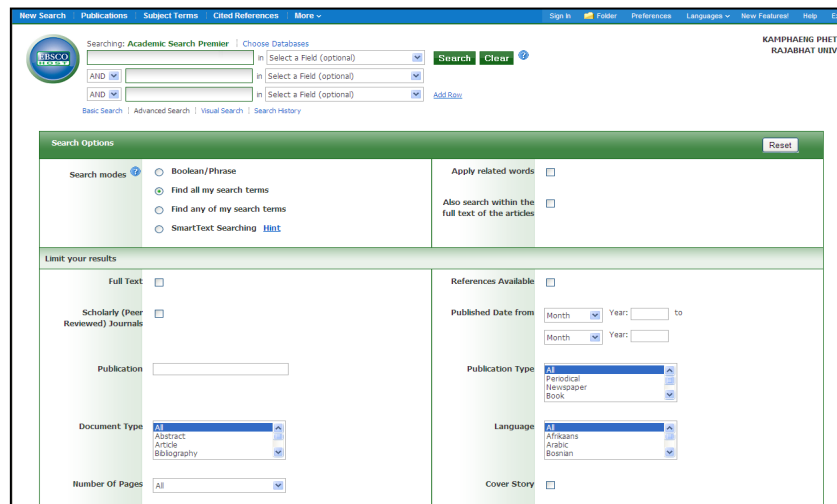 New Search Publications Subject Terms Cited References More Sign In Folder Preferences Languages New Features! Help
KAMPHAENG PHET
RAJABHAT UNIV
EBSCO
HOST
Searching: Academic Search Premier Choose Databases
in Select a Field (optional) Search Clear ?
AND in Select a Field (optional)
AND in Select a Field (optional) Add Row
Basic Search Advanced Search Visual Search Search History
Search Options Reset
Search modes ? Boolean/Phrase
Find all my search terms
Find any of my search terms
SmartText Searching Hint
Apply related words
Also search within the
full text of the articles
Limit your results
Full Text References Available
Scholarly (Peer
Reviewed) Journals
Published Date from Month Year: to
Month Year:
Publication
Publication Type All
Periodical
Newspaper
Book
Document Type All
Abstract
Article
Bibliography
Language All
Afrikaans
Arabic
Bosnian
Number Of Pages All
Cover Story